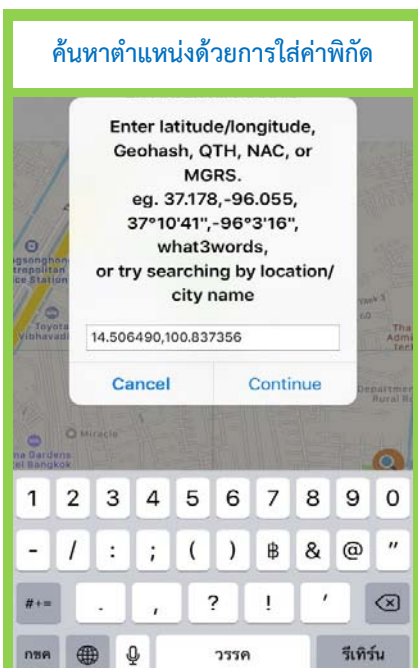 ค้นหาตำแหน่งด้วยการใส่ค่าพิกัด
Enter latitude/longitude,
Geohash, QTH, NAC, or
MGRS.
eg. 37.178,-96.055,
37°10'41",-96°3'16",
what3words,
or try searching by location/
city name
14.506490,100.837356
Cancel
Continue
Toyota
Vibhavadi
Miracle
1 2 3 4 5 6 7 8 9 0
- / : ; ( ) ฿ & @ "
#+= . , ? ! '
กขค วรรค รีเทิร์น